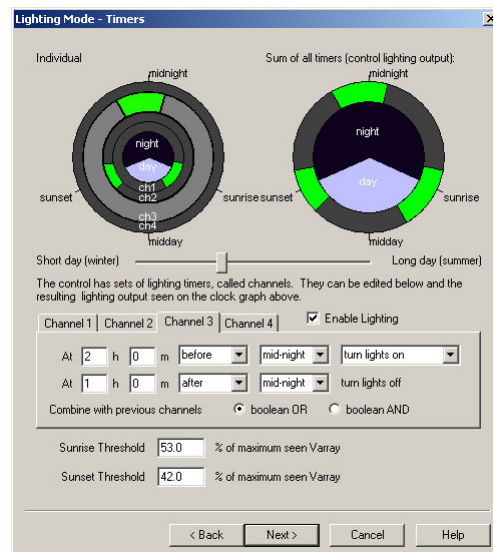 Lighting Mode - Timers
Individual
Sum of all timers (control lighting output):
midnight
midnight
night
day
ch1
ch2
ch3
ch4
night
day
sunset
sunrise
sunset
sunrise
midday
midday
Short day (winter)
Long day (summer)
The control has sets of lighting timers, called channels. They can be edited below and the
resulting lighting output seen on the clock graph above.
Channel 1 Channel 2 Channel 3 Channel 4 Enable Lighting
At 2 h 0 m before mid-night turn lights on
At 1 h 0 m after mid-night turn lights off
Combine with previous channels boolean OR boolean AND
Sunrise Threshold 53.0 % of maximum seen Varray
Sunset Threshold 42.0 % of maximum seen Varray
< Back Next > Cancel Help